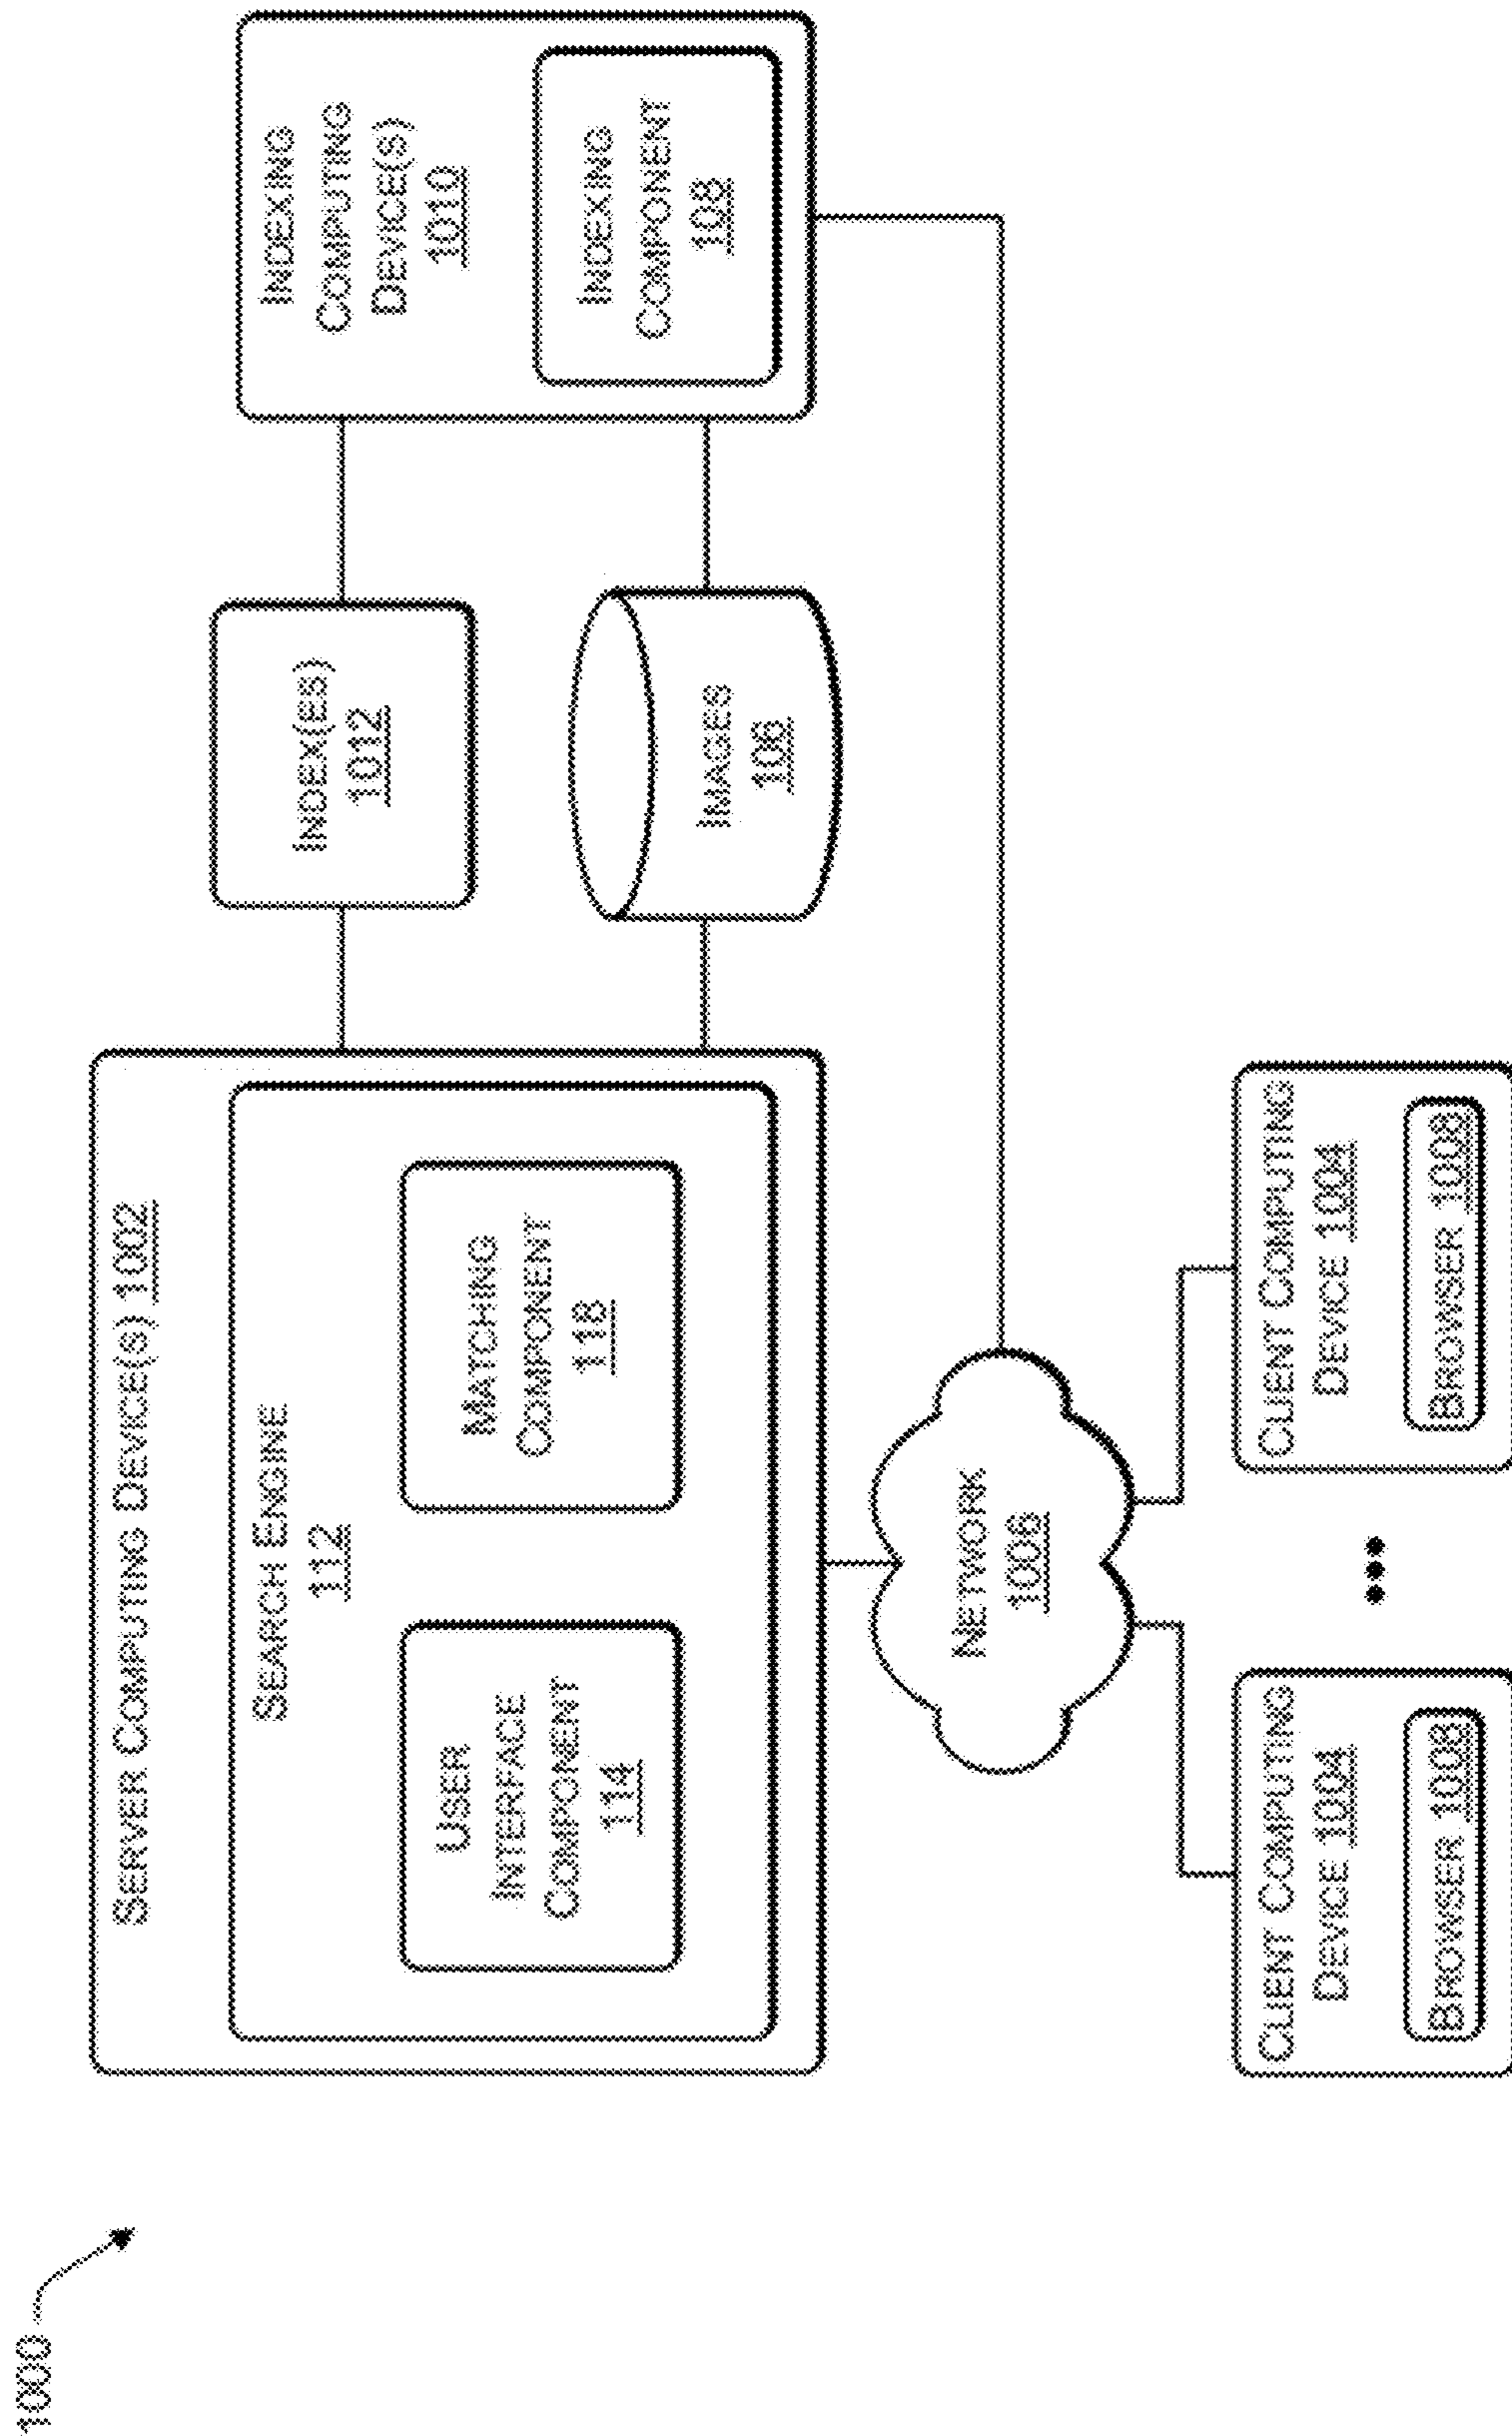 1000
SERVER COMPUTING DEVICE(S) 1002
SEARCH ENGINE
112
USER
INTERFACE
COMPONENT
114
MATCHING
COMPONENT
118
INDEX(ES)
1012
IMAGES
106
INDEXING
COMPUTING
DEVICE(S)
1010
INDEXING
COMPONENT
108
NETWORK
1006
CLIENT COMPUTING
DEVICE 1004
BROWSER 1008
CLIENT COMPUTING
DEVICE 1004
BROWSER 1008